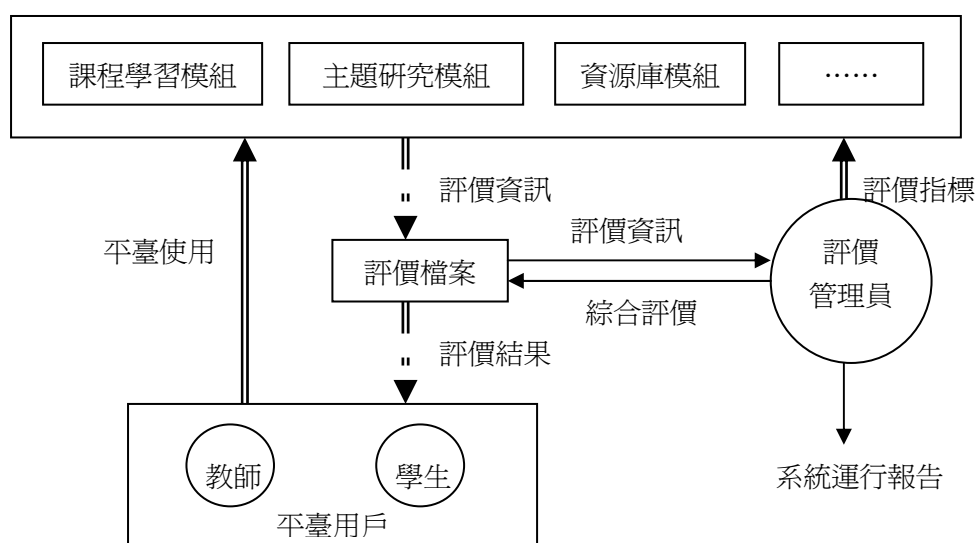 課程學習模組
主題研究模組
資源庫模組
……
評價資訊
評價指標
平臺使用
評價資訊
評價檔案
評價
管理員
綜合評價
評價結果
教師
學生
系統運行報告
平臺用戶